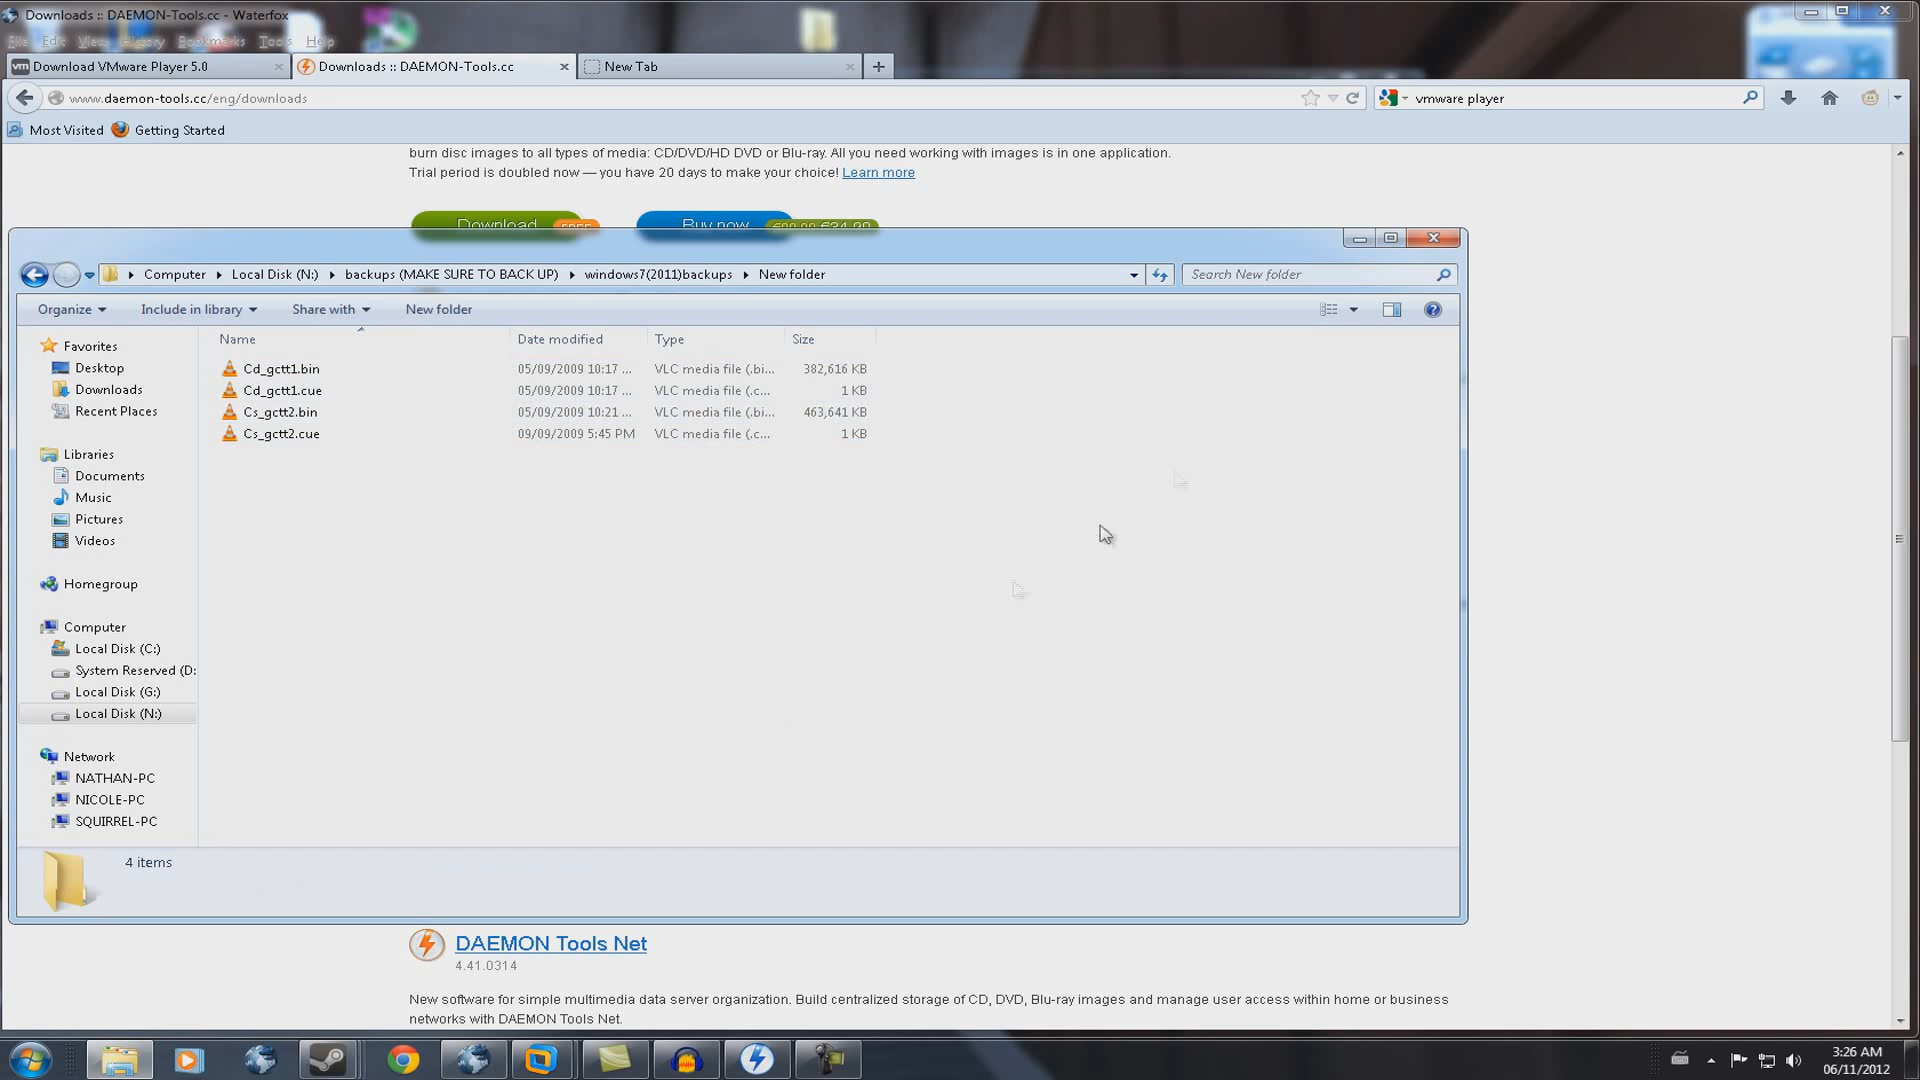 Downloads :: DAEMON-Tools.cc - Waterfox
File Edit View History Bookmarks Tools Help
Download VMware Player 5.0
Downloads :: DAEMON-Tools.cc
New Tab
www.daemon-tools.cc/eng/downloads
vmware player
Most Visited
Getting Started
burn disc images to all types of media: CD/DVD/HD DVD or Blu-ray. All you need working with images is in one application.
Trial period is doubled now — you have 20 days to make your choice! Learn more
Download
Buy now
Computer
Local Disk (N:)
backups (MAKE SURE TO BACK UP)
windows7(2011)backups
New folder
Search New folder
Organize
Include in library
Share with
New folder
Name Date modified Type Size
Cd_gctt1.bin 05/09/2009 10:17 ... VLC media file (.bi... 382,616 KB
Cd_gctt1.cue 05/09/2009 10:17 ... VLC media file (.c... 1 KB
Cs_gctt2.bin 05/09/2009 10:21 ... VLC media file (.bi... 463,641 KB
Cs_gctt2.cue 09/09/2009 5:45 PM VLC media file (.c... 1 KB
Favorites
Desktop
Downloads
Recent Places
Libraries
Documents
Music
Pictures
Videos
Homegroup
Computer
Local Disk (C:)
System Reserved (D:
Local Disk (G:)
Local Disk (N:)
Network
NATHAN-PC
NICOLE-PC
SQUIRREL-PC
4 items
DAEMON Tools Net
4.41.0314
New software for simple multimedia data server organization. Build centralized storage of CD, DVD, Blu-ray images and manage user access within home or business
networks with DAEMON Tools Net.
3:26 AM
06/11/2012